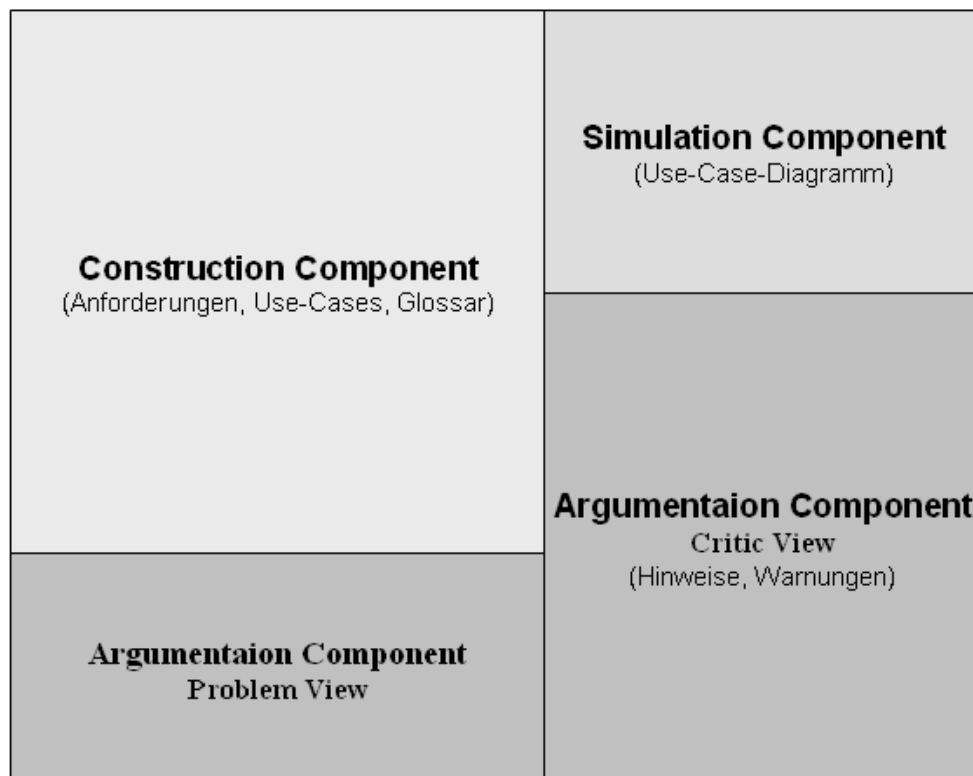 Construction Component
(Anforderungen, Use-Cases, Glossar)
Simulation Component
(Use-Case-Diagramm)
Argumentaion Component
Critic View
(Hinweise, Warnungen)
Argumentaion Component
Problem View